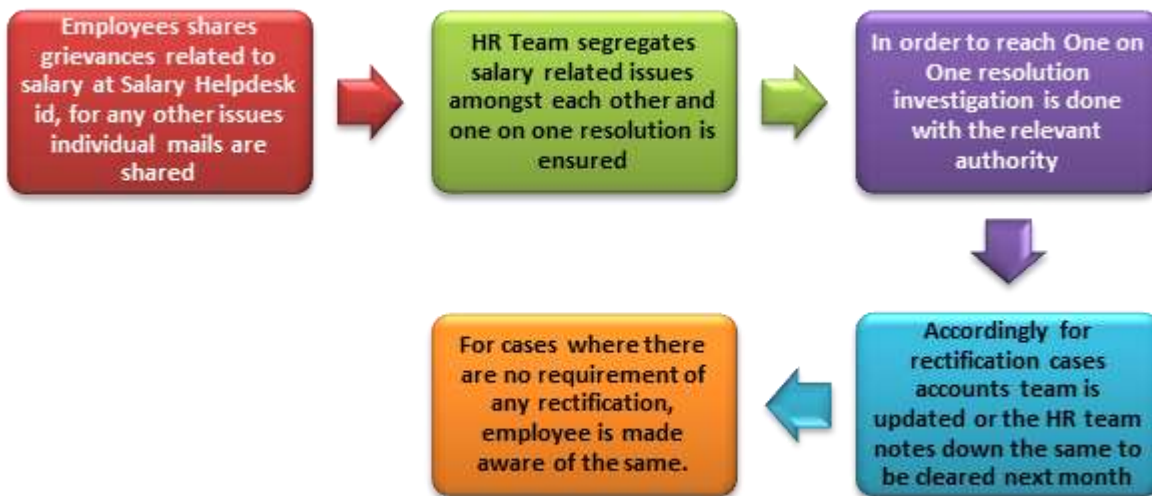 Employees shares
grievances related to
salary at Salary Helpdesk
id, for any other issues
individual mails are
shared
HR Team segregates
salary related issues
amongst each other and
one on one resolution is
ensured
In order to reach One on
One resolution
investigation is done
with the relevant
authority
Accordingly for
rectification cases
accounts team is
updated or the HR team
notes down the same to
be cleared next month
For cases where there
are no requirement of
any rectification,
employee is made
aware of the same.